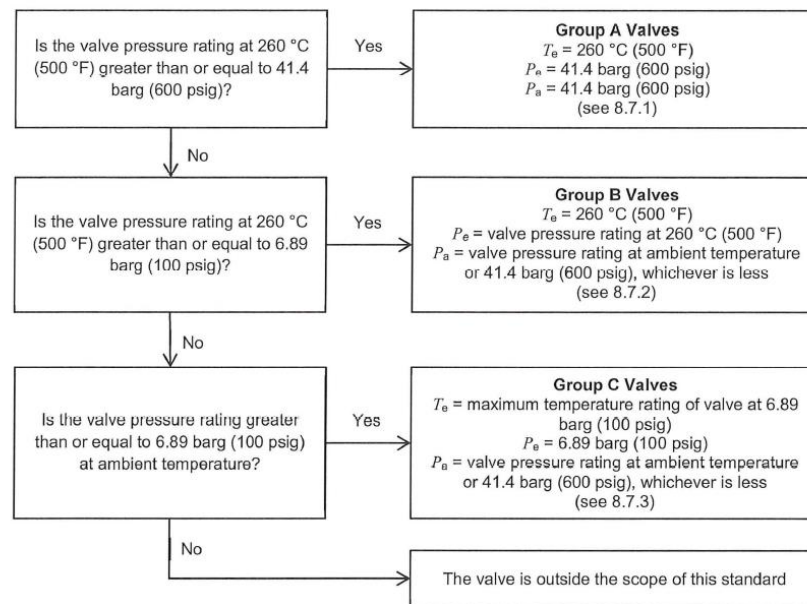 Is the valve pressure rating at 260 °C
(500 °F) greater than or equal to 41.4
barg (600 psig)?
Yes
Group A Valves
Te = 260 °C (500 °F)
Pe = 41.4 barg (600 psig)
Pa = 41.4 barg (600 psig)
(see 8.7.1)
No
Is the valve pressure rating at 260 °C
(500 °F) greater than or equal to 6.89
barg (100 psig)?
Yes
Group B Valves
Te = 260 °C (500 °F)
Pe = valve pressure rating at 260 °C (500 °F)
Pa = valve pressure rating at ambient temperature
or 41.4 barg (600 psig), whichever is less
(see 8.7.2)
No
Is the valve pressure rating greater
than or equal to 6.89 barg (100 psig)
at ambient temperature?
Yes
Group C Valves
Te = maximum temperature rating of valve at 6.89
barg (100 psig)
Pe = 6.89 barg (100 psig)
Pa = valve pressure rating at ambient temperature
or 41.4 barg (600 psig), whichever is less
(see 8.7.3)
No
The valve is outside the scope of this standard